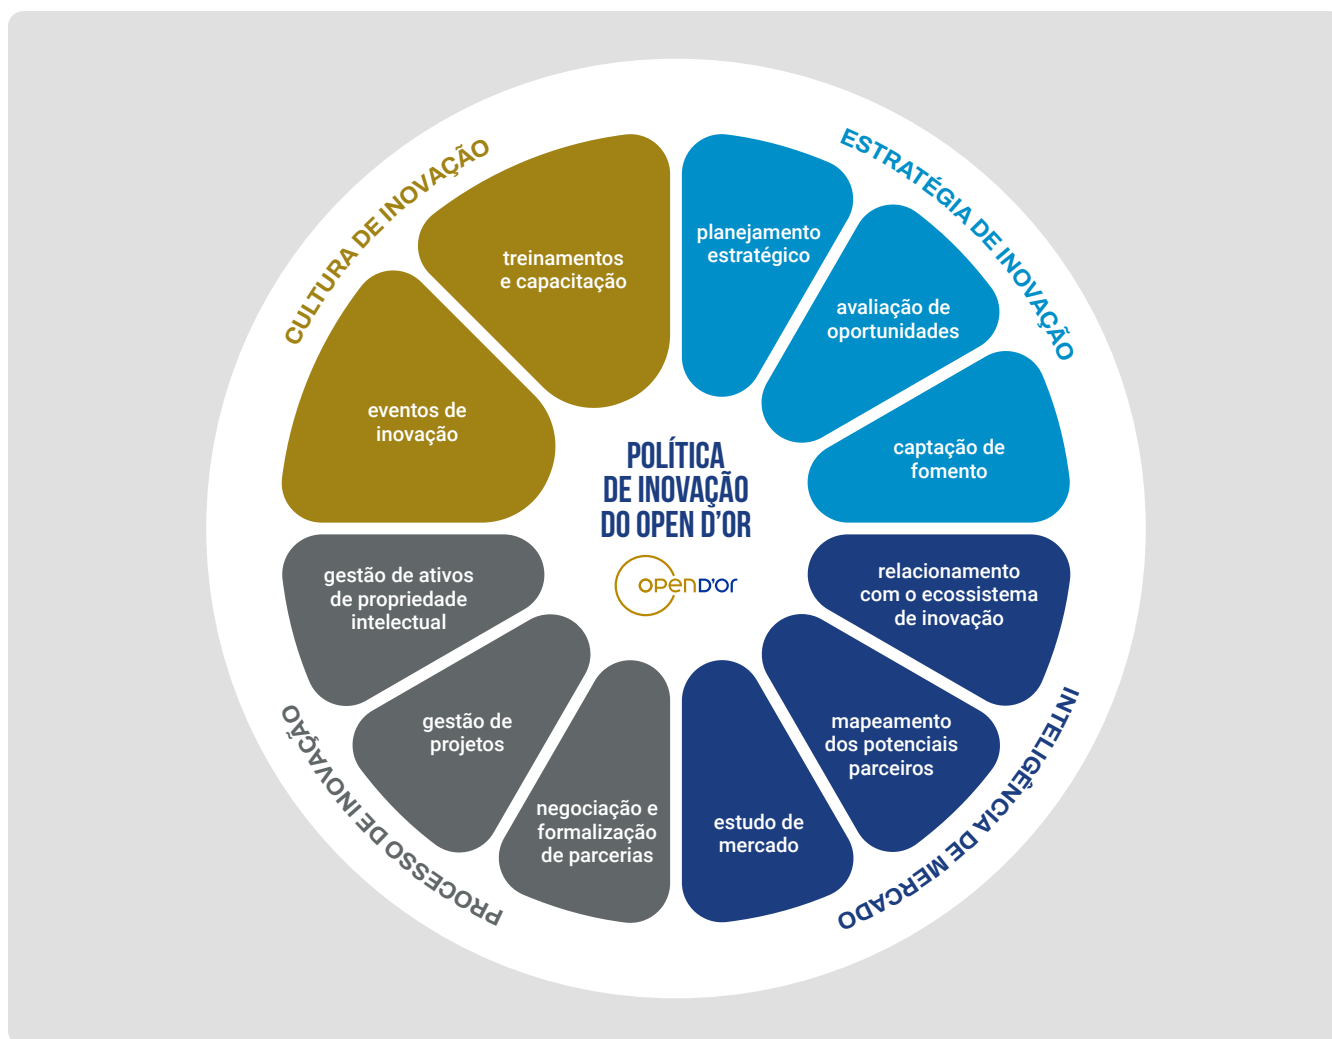 CULTURA DE INOVAÇÃO
treinamentos
e capacitação
eventos de
inovação
ESTRATÉGIA DE INOVAÇÃO
planejamento
estratégico
avaliação de
oportunidades
captação de
fomento
POLÍTICA
DE INOVAÇÃO
DO OPEN D'OR
OPEND'Or
INTELIGÊNCIA DE MERCADO
relacionamento
com o ecossistema
de inovação
mapeamento
dos potenciais
parceiros
estudo de
mercado
PROCESSO DE INOVAÇÃO
negociação e
formalização
de parcerias
gestão de
projetos
gestão de ativos
de propriedade
intelectual